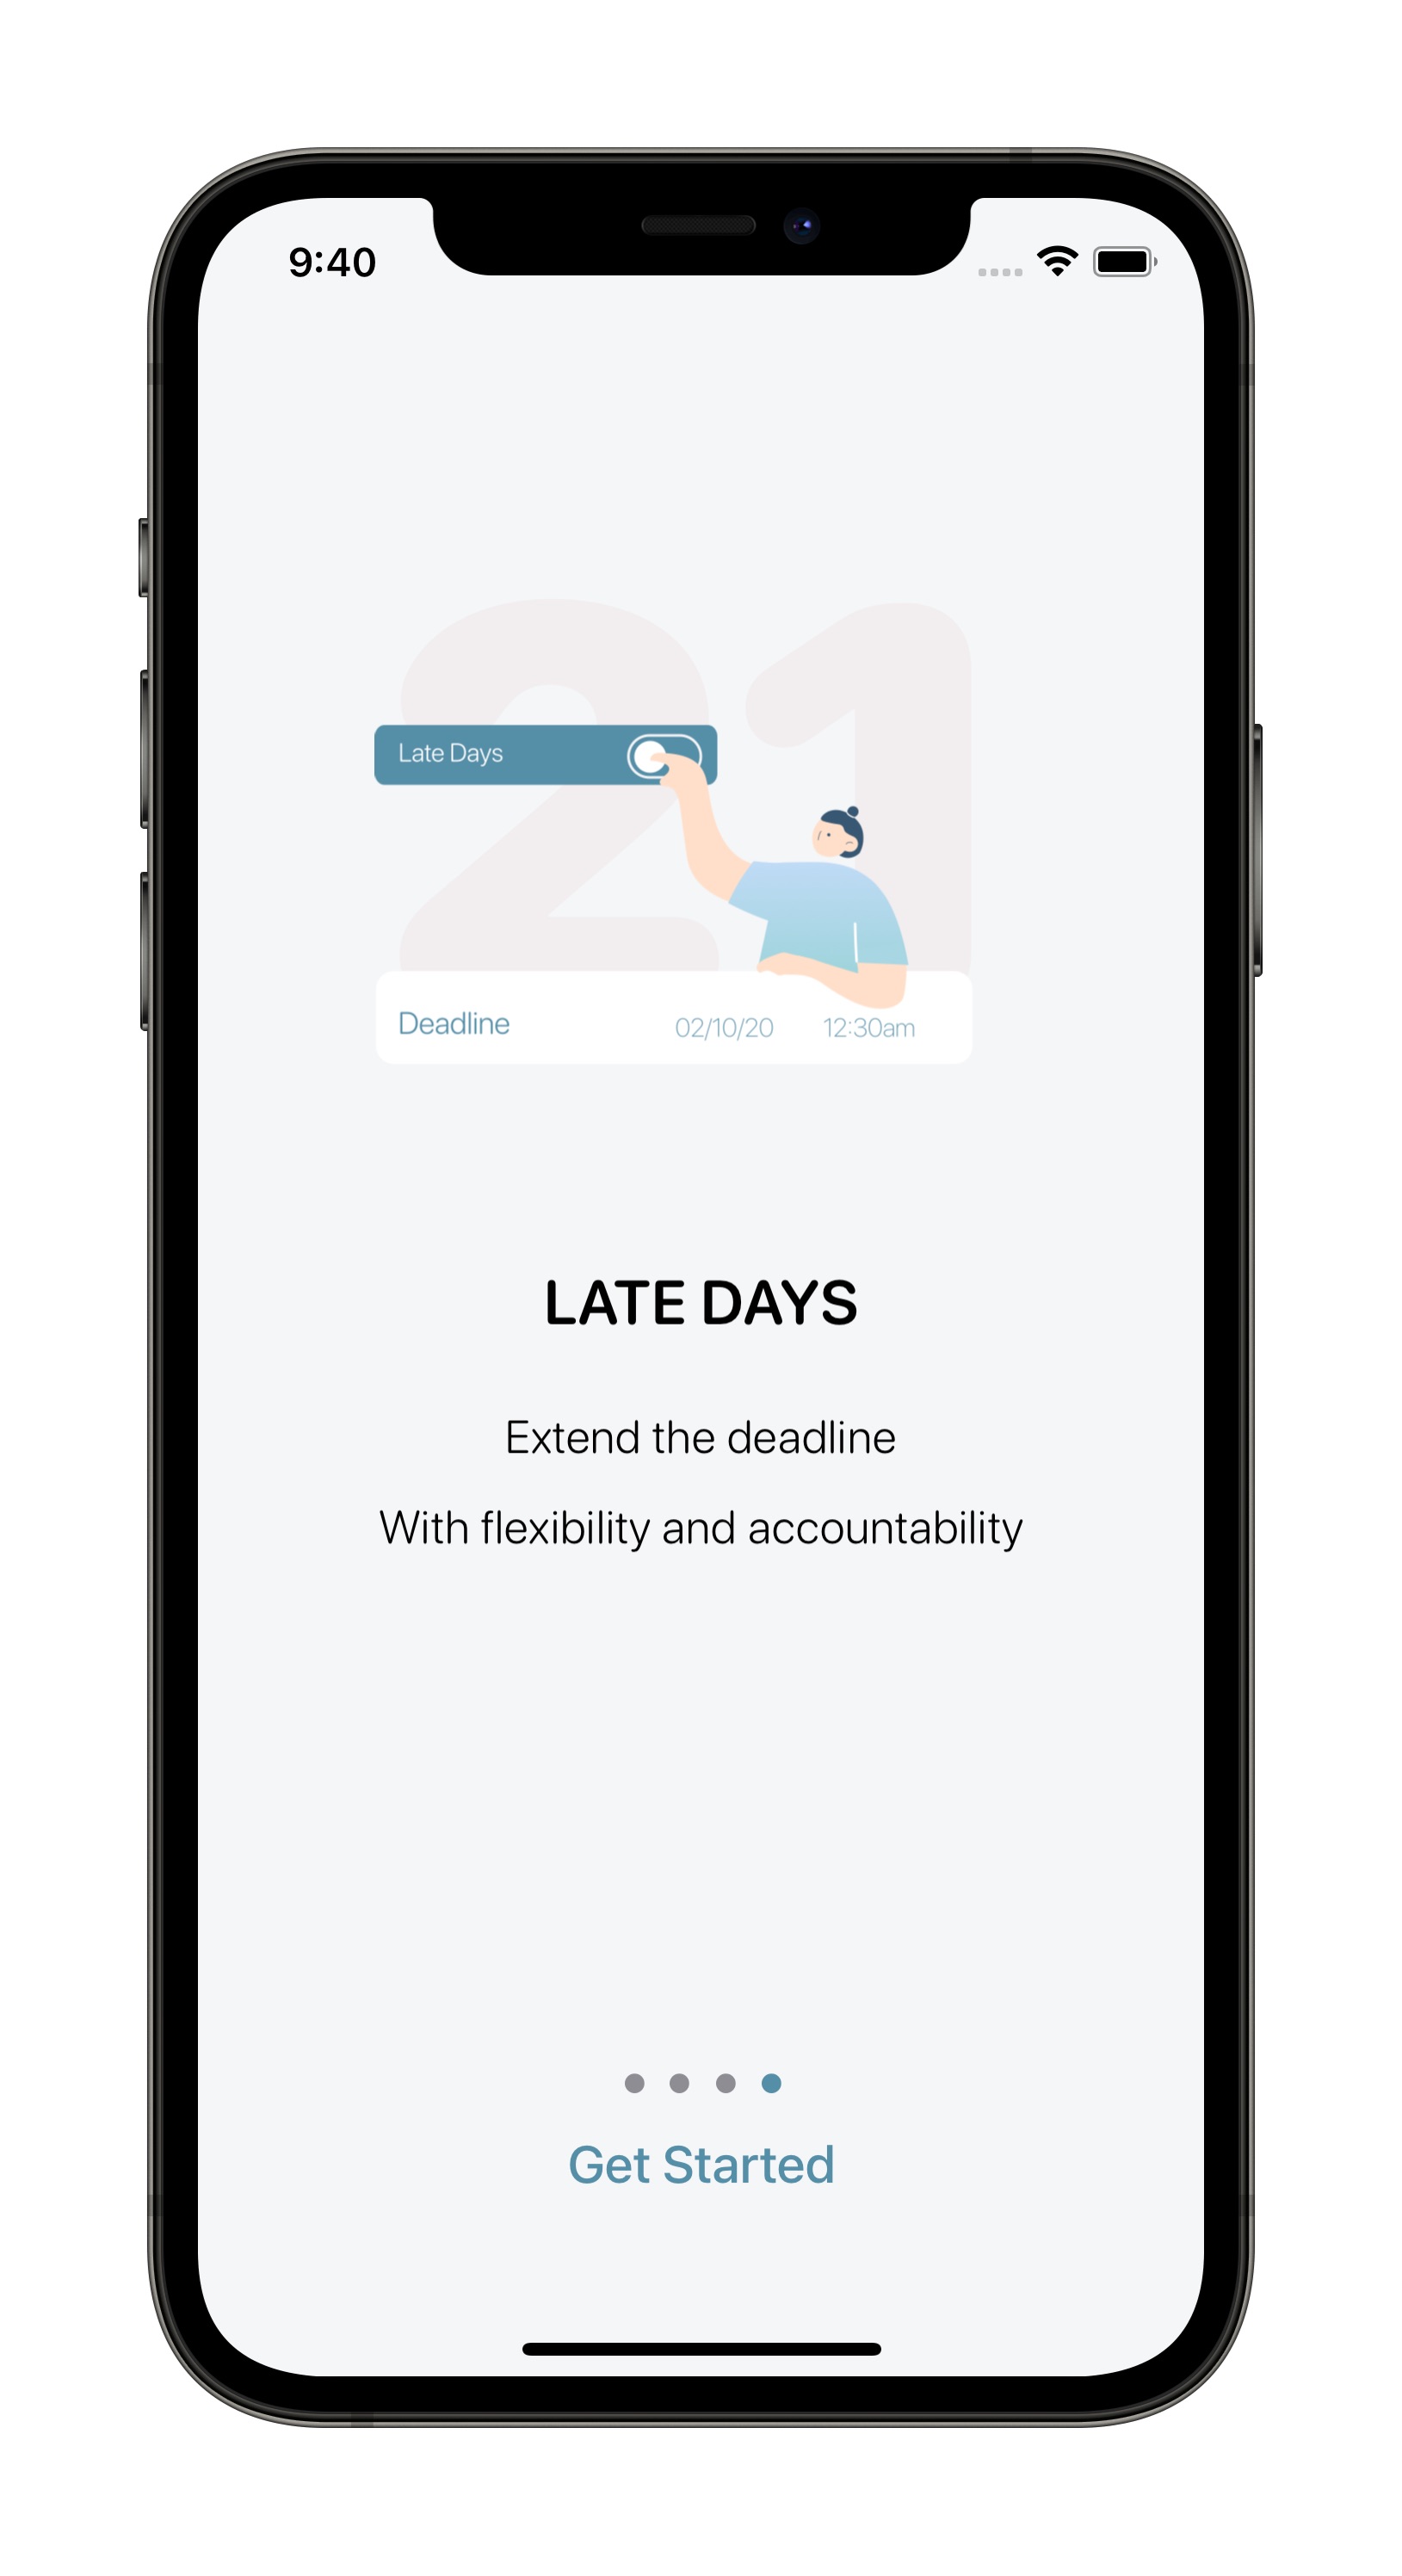 9:40
21
Late Days
Deadline 02/10/20 12:30am
LATE DAYS
Extend the deadline
With flexibility and accountability
Get Started